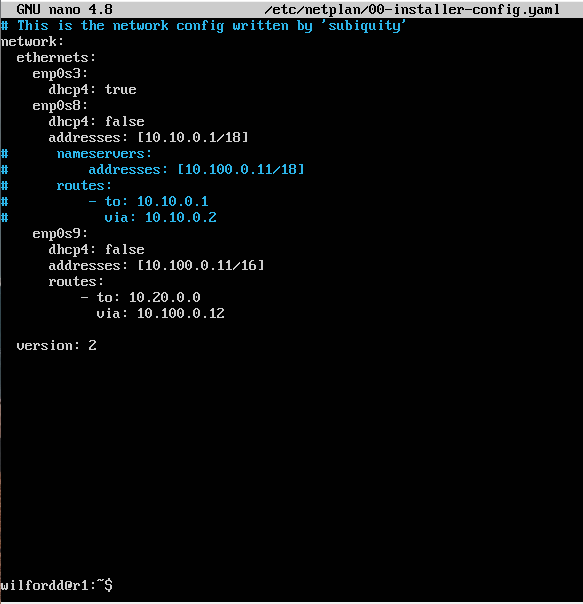 GNU nano 4.8                   /etc/netplan/00-installer-config.yaml
# This is the network config written by 'subiquity'
network:
  ethernets:
    enp0s3:
      dhcp4: true
    enp0s8:
      dhcp4: false
      addresses: [10.10.0.1/18]
#      nameservers:
#          addresses: [10.100.0.11/18]
#      routes:
#          - to: 10.10.0.1
#            via: 10.10.0.2
    enp0s9:
      dhcp4: false
      addresses: [10.100.0.11/16]
      routes:
          - to: 10.20.0.0
            via: 10.100.0.12
  version: 2
wilfordd@r1:~$